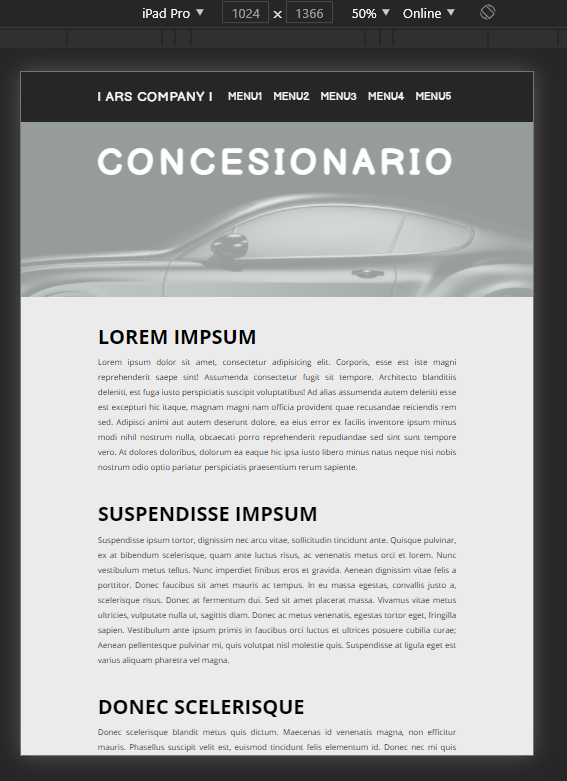 iPad Pro ▼ 1024 x 1366 50% ▼ Online ▼
I ARS COMPANY I MENU1 MENU2 MENU3 MENU4 MENU5
CONCESIONARIO
LOREM IMPSUM
Lorem ipsum dolor sit amet, consectetur adipisicing elit. Corporis, esse est iste magni
reprehenderit saepe sint! Assumenda consectetur fugit sit tempore. Architecto blanditiis
deleniti, est fuga iusto perspiciatis suscipit voluptatibus! Ad alias assumenda autem deleniti esse
est excepturi hic itaque, magnam magni nam officia provident quae recusandae reiciendis rem
sed. Adipisci animi aut autem deserunt dolore, ea eius error ex facilis inventore ipsum minus
modi nihil nostrum nulla, obcaecati porro reprehenderit repudiandae sed sint sunt tempore
vero. At dolores doloribus, dolorum ea eaque hic ipsa iusto libero minus natus neque nisi nobis
nostrum odio optio pariatur perspiciatis praesentium rerum sapiente.
SUSPENDISSE IMPSUM
Suspendisse ipsum tortor, dignissim nec arcu vitae, sollicitudin tincidunt ante. Quisque pulvinar,
ex at bibendum scelerisque, quam ante luctus risus, ac venenatis metus orci et lorem. Nunc
vestibulum metus tellus. Nunc imperdiet finibus eros et gravida. Aenean dignissim vitae felis a
porttitor. Donec faucibus sit amet mauris ac tempus. In eu massa egestas, convallis justo a,
scelerisque risus. Donec at fermentum dui. Sed sit amet placerat massa. Vivamus vitae metus
ultricies, vulputate nulla ut, sagittis diam. Donec ac metus venenatis, egestas tortor eget, fringilla
sapien. Vestibulum ante ipsum primis in faucibus orci luctus et ultrices posuere cubilia curae;
Aenean pellentesque pulvinar mi, quis volutpat nisl molestie quis. Suspendisse at ligula eget est
varius aliquam pharetra vel magna.
DONEC SCELERISQUE
Donec scelerisque blandit metus quis dictum. Maecenas id venenatis magna, non efficitur
mauris. Phasellus suscipit velit est, euismod tincidunt felis elementum id. Donec nec mi quis